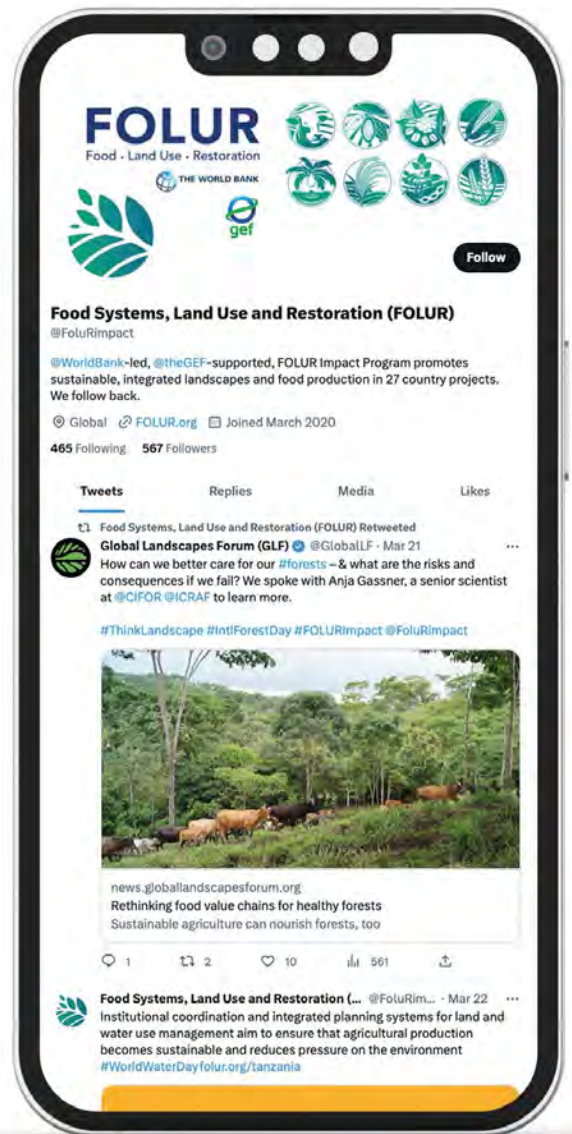 FOLUR
Food • Land Use • Restoration
THE WORLD BANK
gef
Follow
Food Systems, Land Use and Restoration (FOLUR)
@FoluRimpact
@WorldBank-led, @theGEF-supported, FOLUR Impact Program promotes
sustainable, integrated landscapes and food production in 27 country projects.
We follow back.
Global FOLUR.org Joined March 2020
465 Following 567 Followers
Tweets Replies Media Likes
Food Systems, Land Use and Restoration (FOLUR) Retweeted
Global Landscapes Forum (GLF) @GlobalLF · Mar 21 ...
How can we better care for our #forests – & what are the risks and
consequences if we fail? We spoke with Anja Gassner, a senior scientist
at @CIFOR @ICRAF to learn more.
#ThinkLandscape #IntlForestDay #FOLURImpact @FoluRimpact
news.globallandscapesforum.org
Rethinking food value chains for healthy forests
Sustainable agriculture can nourish forests, too
1 2 10 561
Food Systems, Land Use and Restoration (... @FoluRim... · Mar 22 ...
Institutional coordination and integrated planning systems for land and
water use management aim to ensure that agricultural production
becomes sustainable and reduces pressure on the environment
#WorldWaterDayfolur.org/tanzania